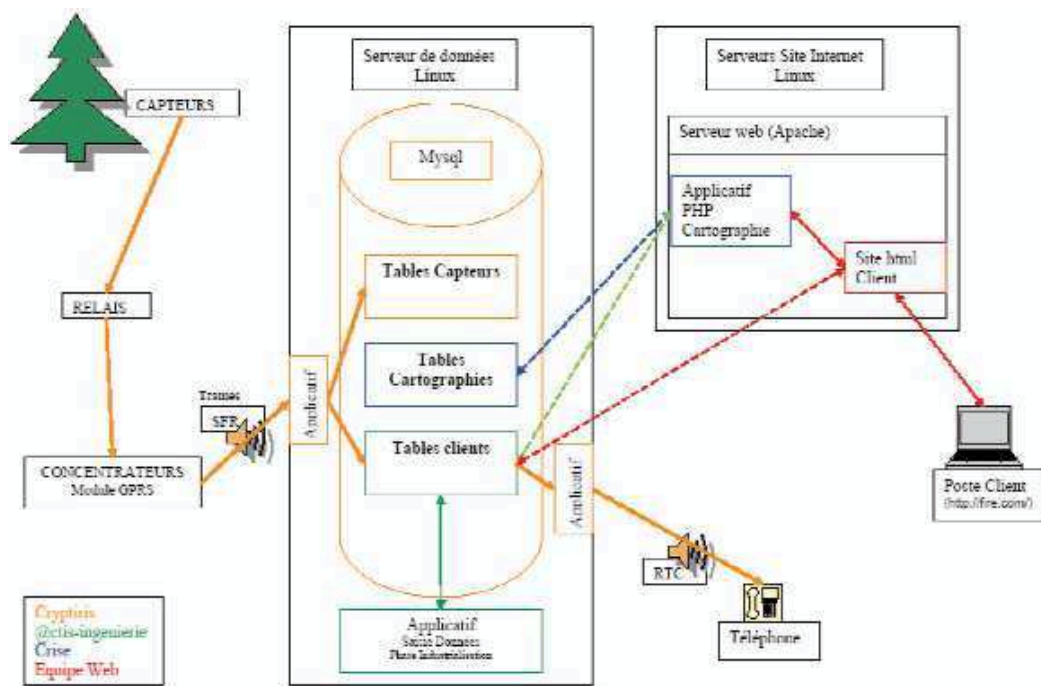 CAPTEURS
RELAIS
CONCENTRATEURS
Module GPRS
Trames
SFR
Serveur de données
Linux
Mysql
Tables Capteurs
Tables
Cartographies
Tables clients
Applicatif
Applicatif
Applicatif
Saisie Données
Phase Industrialisation
Serveurs Site Internet
Linux
Serveur web (Apache)
Applicatif
PHP
Cartographie
Site html
Client
Poste Client
(http://fire.com/)
RTC
Téléphone
Cryptiris
@ctis-ingenierie
Crise
Equipe Web